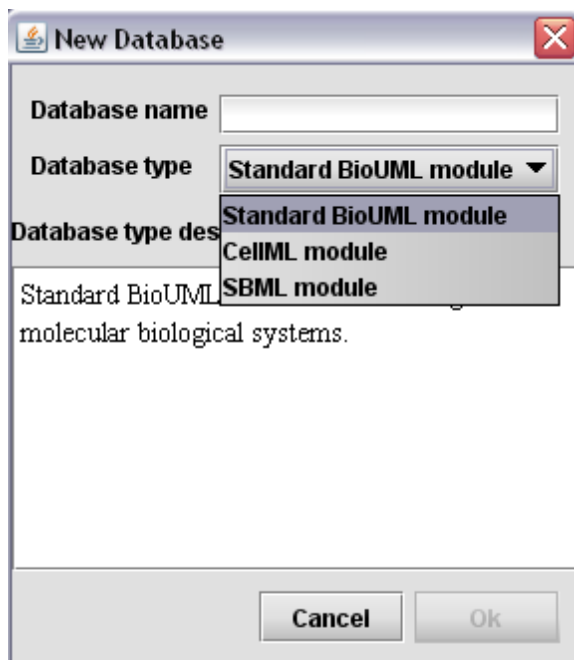 New Database
Database name
Database type Standard BioUML module
Standard BioUML module
Database type des
CellML module
SBML module
Standard BioUML
molecular biological systems.
Cancel Ok